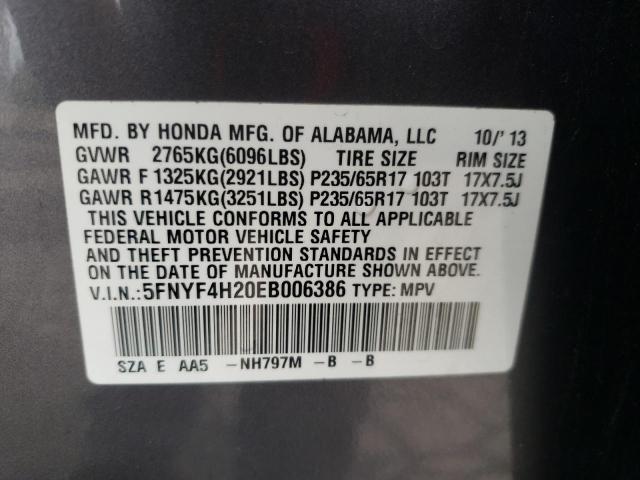 MFD. BY HONDA MFG. OF ALABAMA, LLC 10/'13
GVWR 2765KG(6096LBS) TIRE SIZE RIM SIZE
GAWR F 1325KG(2921LBS) P235/65R17 103T 17X7.5J
GAWR R1475KG(3251LBS) P235/65R17 103T 17X7.5J
THIS VEHICLE CONFORMS TO ALL APPLICABLE
FEDERAL MOTOR VEHICLE SAFETY
AND THEFT PREVENTION STANDARDS IN EFFECT
ON THE DATE OF MANUFACTURE SHOWN ABOVE.
V.I.N.:5FNYF4H20EB006386 TYPE: MPV
SZA E AA5 -NH797M -B -B